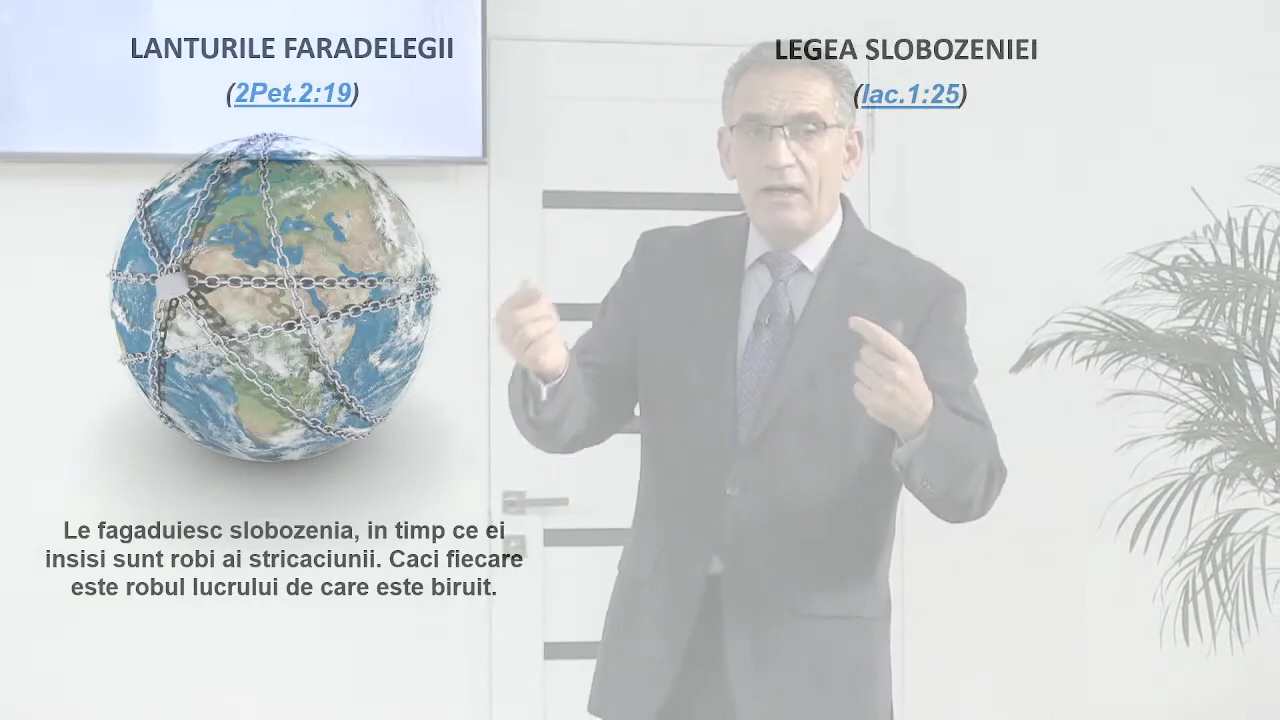 LANTURILE FARADELEGII
(2Pet.2:19)
LEGEA SLOBOZENIEI
(Iac.1:25)
Le fagaduiesc slobozenia, in timp ce ei
insisi sunt robi ai stricaciunii. Caci fiecare
este robul lucrului de care este biruit.